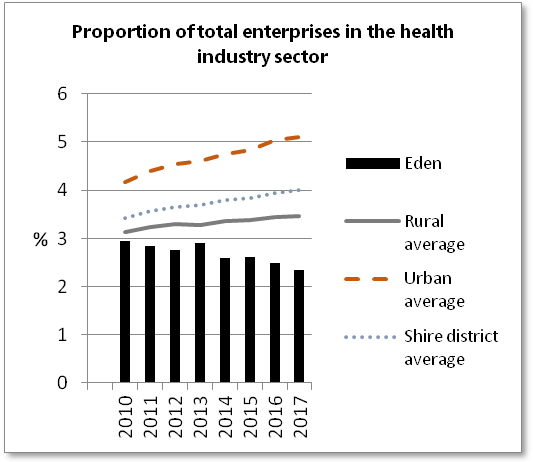 Proportion of total enterprises in the health
industry sector
6
5
4
3
2
1
0
%
2010
2011
2012
2013
2014
2015
2016
2017
Eden
Rural
average
Urban
average
Shire district
average